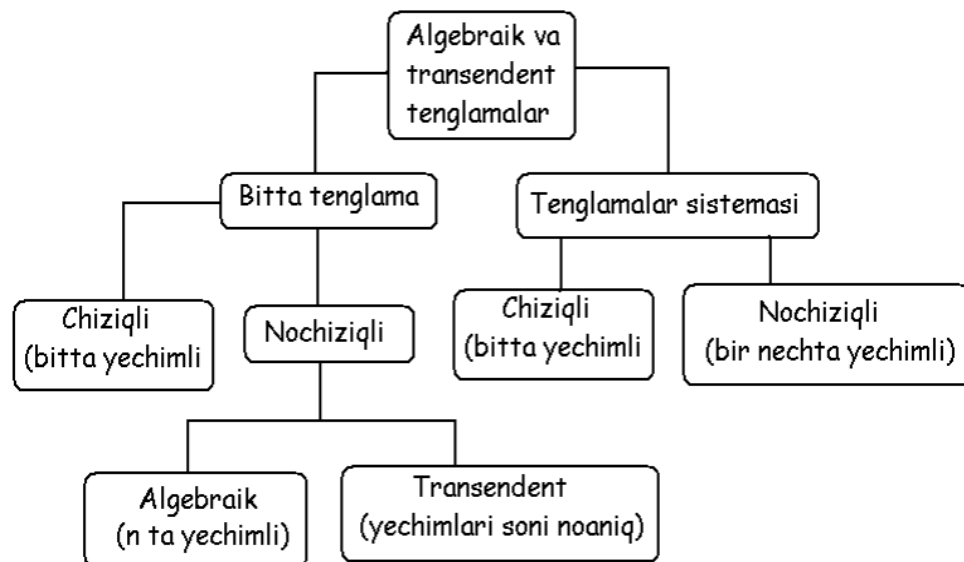 Algebraik va
transendent
tenglamalar
Bitta tenglama
Tenglamalar sistemasi
Chiziqli
(bitta yechimli
Nochiziqli
Chiziqli
(bitta yechimli
Nochiziqli
(bir nechta yechimli)
Algebraik
(n ta yechimli)
Transendent
(yechimlari soni noaniq)